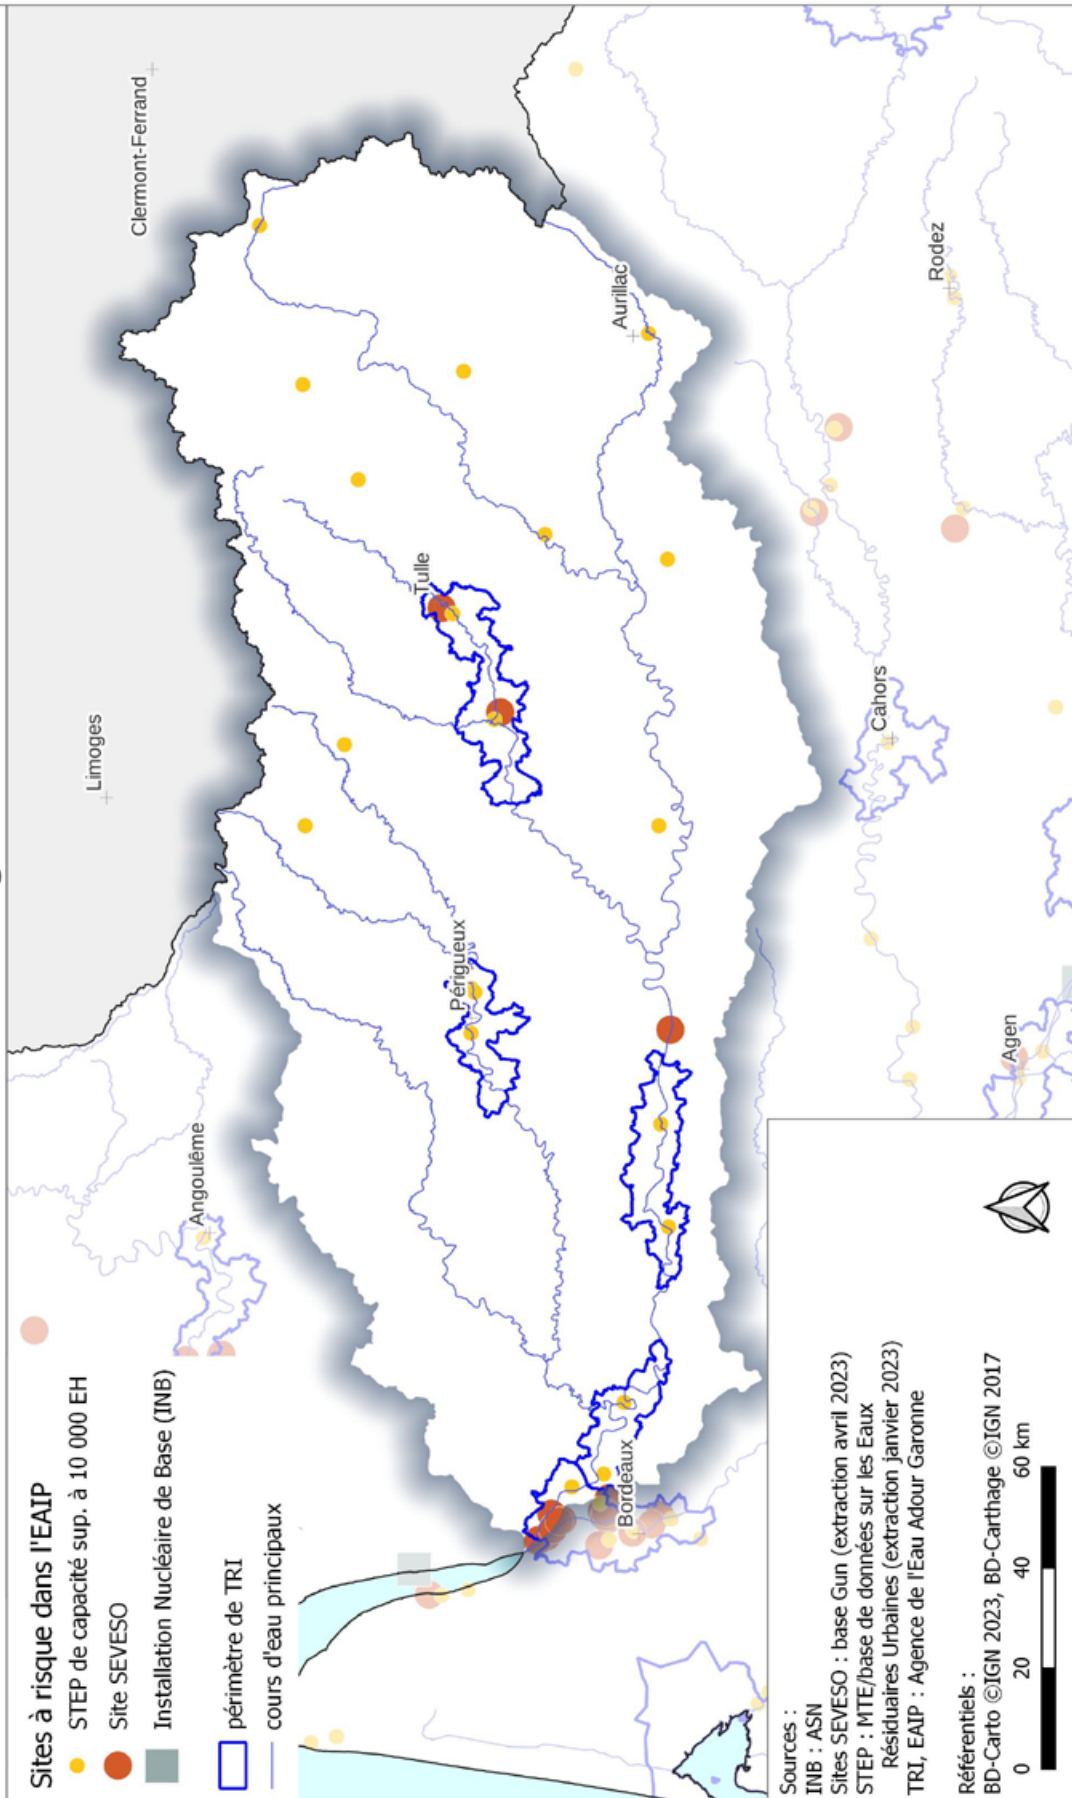 Sites à risque dans l'EAIP
STEP de capacité sup. à 10 000 EH
Site SEVESO
Installation Nucléaire de Base (INB)
périmètre de TRI
cours d'eau principaux
Limoges
Clermont-Ferrand
Angoulême
Périgueux
Tulle
Aurillac
Bordeaux
Cahors
Rodez
Agen
Sources :
INB : ASN
Sites SEVESO : base Gun (extraction avril 2023)
STEP : MTE/base de données sur les Eaux
Résiduaires Urbaines (extraction janvier 2023)
TRI, EAIP : Agence de l'Eau Adour Garonne
Référentiels :
BD-Carto ©IGN 2023, BD-Carthage ©IGN 2017
0 20 40 60 km